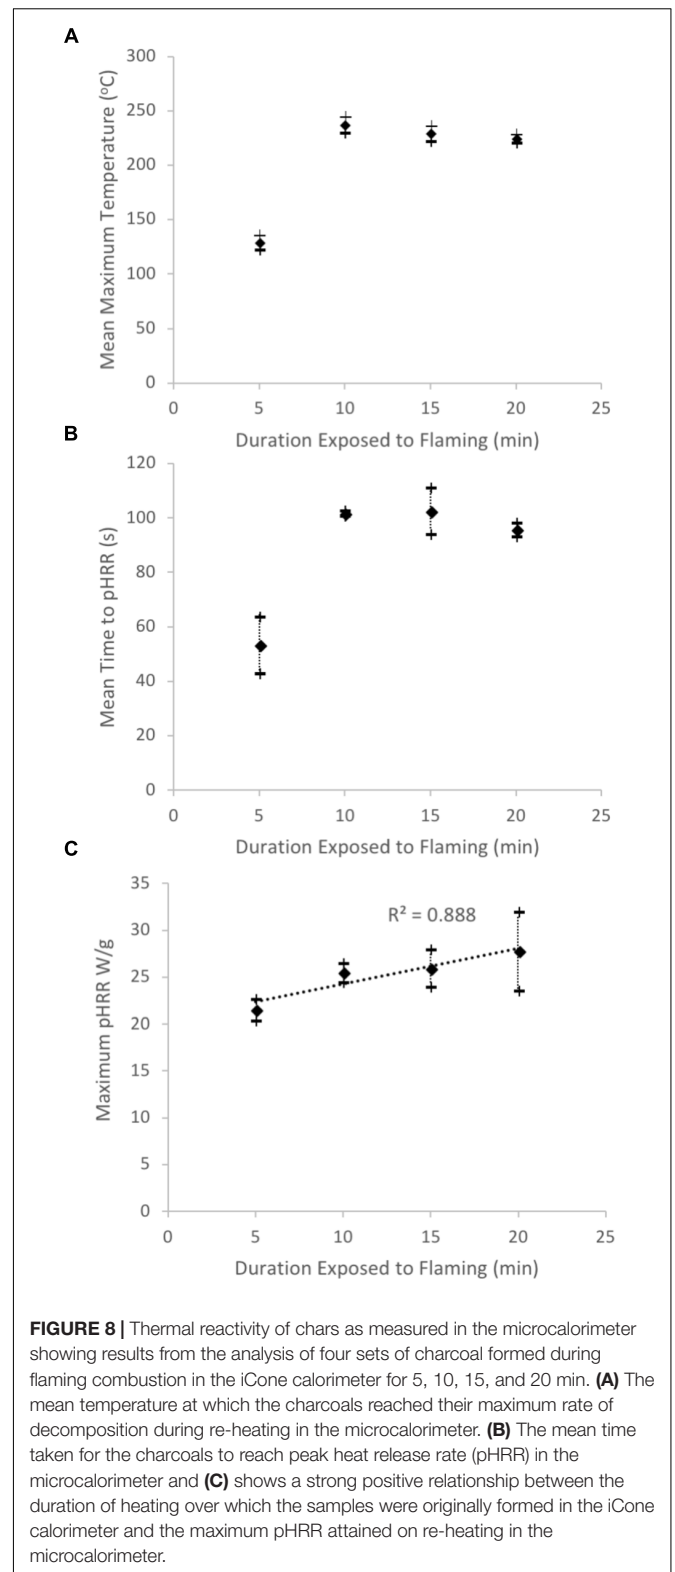 A
300
250
200
150
100
50
0
Mean Maximum Temperature (°C)
0 5 10 15 20 25
Duration Exposed to Flaming (min)
B
120
100
80
60
40
20
0
Mean Time to pHRR (s)
0 5 10 15 20 25
Duration Exposed to Flaming (min)
C
35
30
25
20
15
10
5
0
Maximum pHRR W/g
R² = 0.888
0 5 10 15 20 25
Duration Exposed to Flaming (min)
FIGURE 8 | Thermal reactivity of chars as measured in the microcalorimeter
showing results from the analysis of four sets of charcoal formed during
flaming combustion in the iCone calorimeter for 5, 10, 15, and 20 min. (A) The
mean temperature at which the charcoals reached their maximum rate of
decomposition during re-heating in the microcalorimeter. (B) The mean time
taken for the charcoals to reach peak heat release rate (pHRR) in the
microcalorimeter and (C) shows a strong positive relationship between the
duration of heating over which the samples were originally formed in the iCone
calorimeter and the maximum pHRR attained on re-heating in the
microcalorimeter.